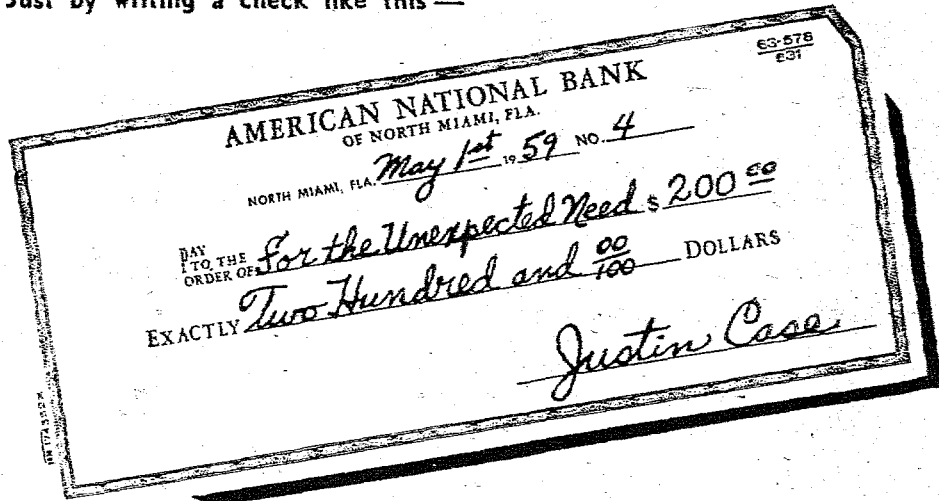 Just by writing a check like this—
63-578
631
AMERICAN NATIONAL BANK
OF NORTH MIAMI, FLA.
NORTH MIAMI, FLA. May 1st 1959 NO. 4
PAY TO THE ORDER OF For the Unexpected Need $ 200 00
EXACTLY Two Hundred and 00/100 DOLLARS
Justin Case